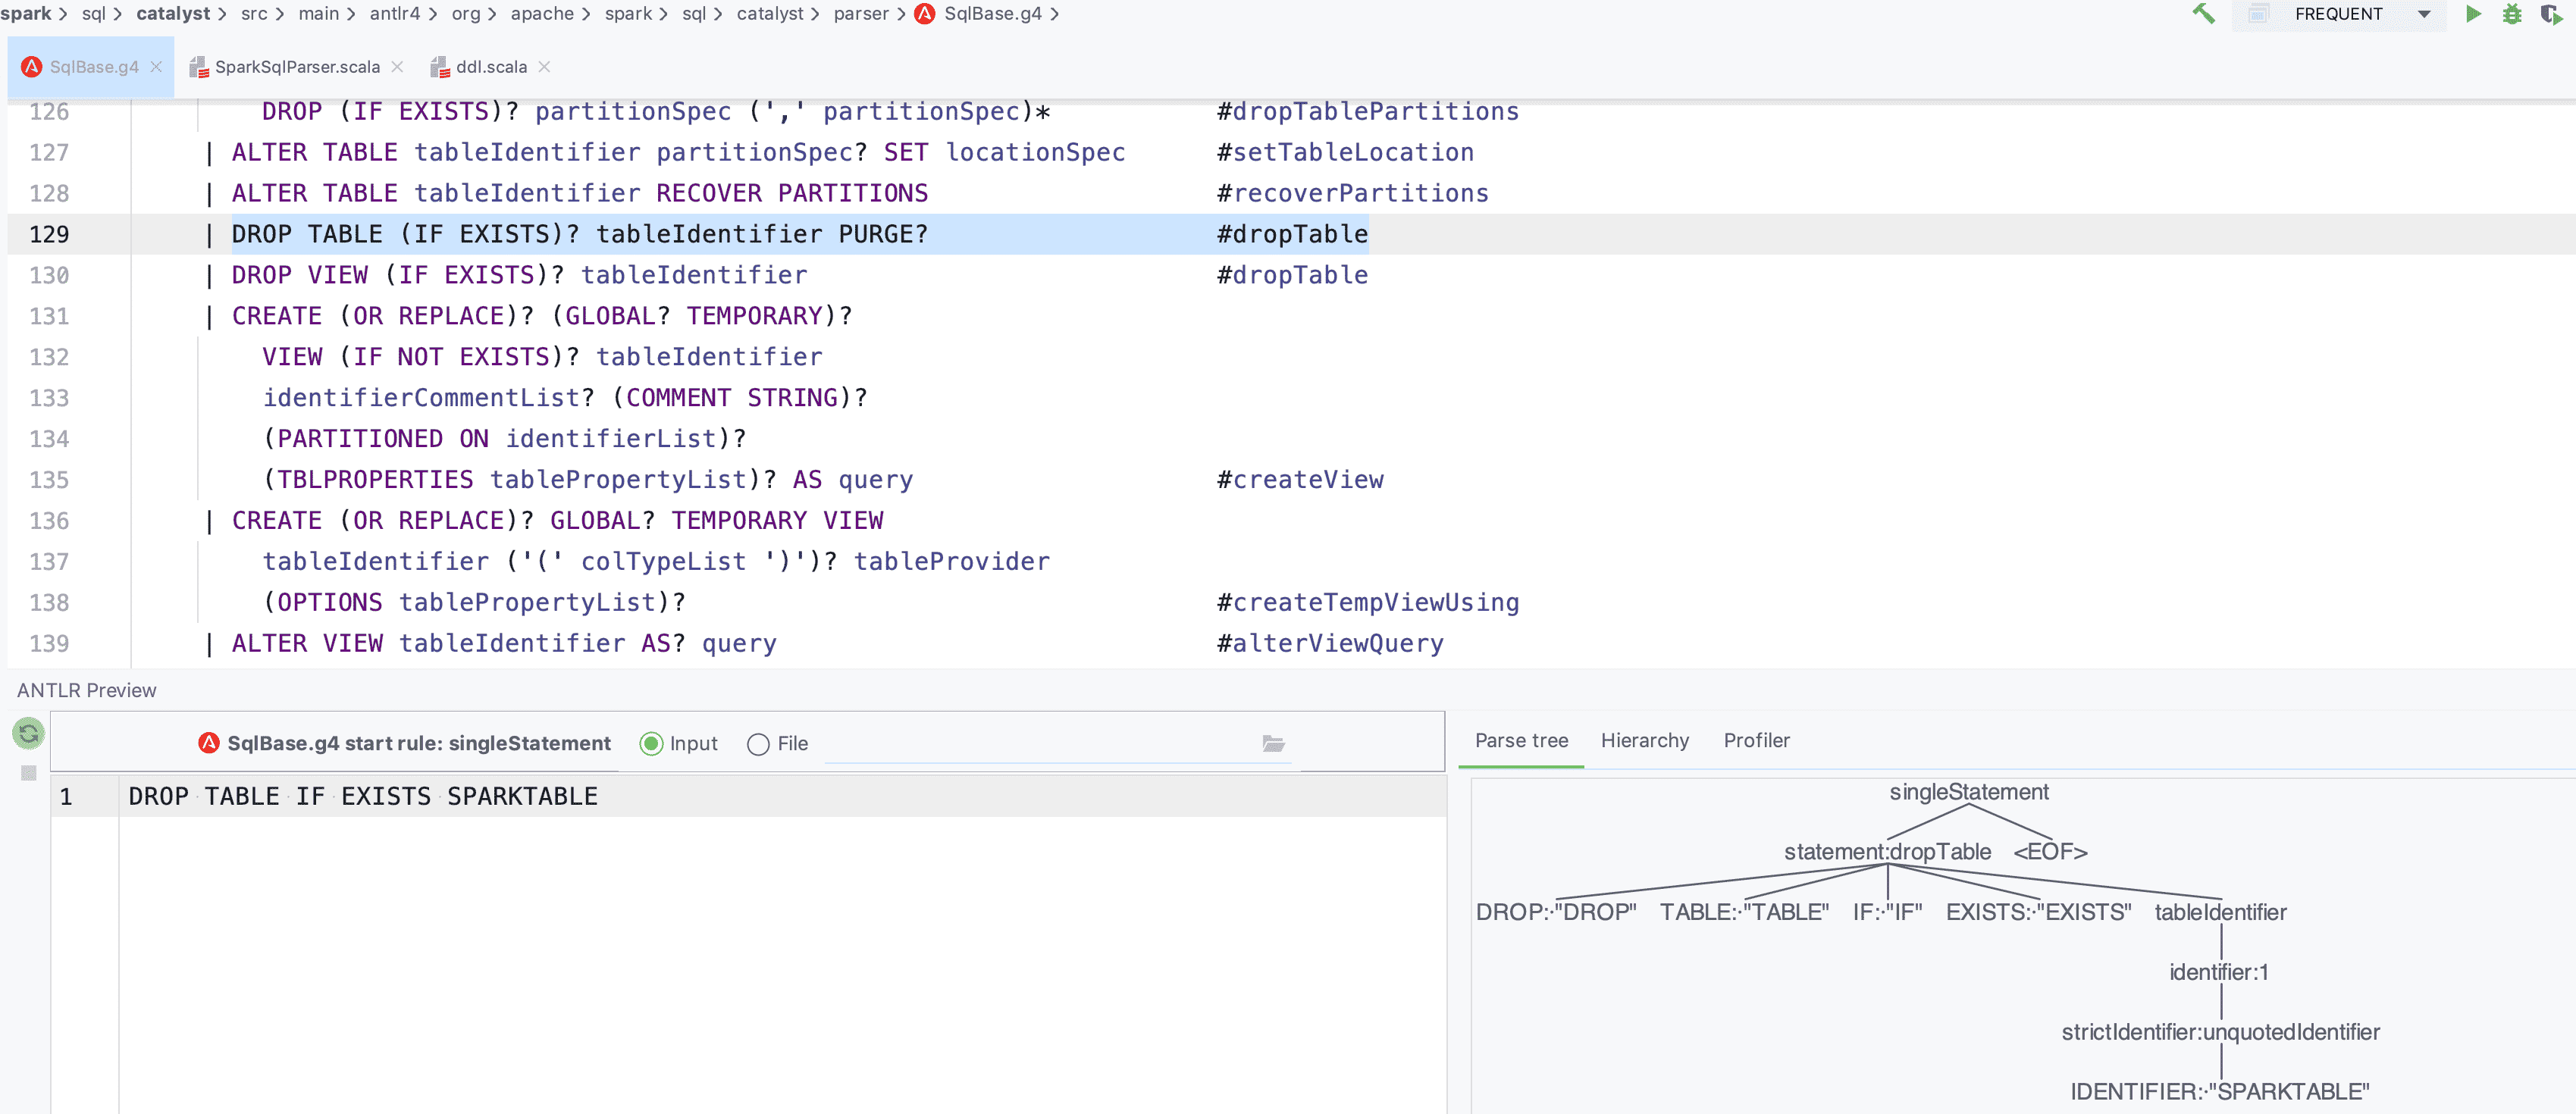 spark > sql > catalyst > src > main > antlr4 > org > apache > spark > sql > catalyst > parser > SqlBase.g4 > FREQUENT
SqlBase.g4 × SparkSqlParser.scala × ddl.scala ×
126 DROP (IF EXISTS)? partitionSpec (',' partitionSpec)* #dropTablePartitions
127 | ALTER TABLE tableIdentifier partitionSpec? SET locationSpec #setTableLocation
128 | ALTER TABLE tableIdentifier RECOVER PARTITIONS #recoverPartitions
129 | DROP TABLE (IF EXISTS)? tableIdentifier PURGE? #dropTable
130 | DROP VIEW (IF EXISTS)? tableIdentifier #dropTable
131 | CREATE (OR REPLACE)? (GLOBAL? TEMPORARY)?
132 VIEW (IF NOT EXISTS)? tableIdentifier
133 identifierCommentList? (COMMENT STRING)?
134 (PARTITIONED ON identifierList)?
135 (TBLPROPERTIES tablePropertyList)? AS query #createView
136 | CREATE (OR REPLACE)? GLOBAL? TEMPORARY VIEW
137 tableIdentifier ('(' colTypeList ')')? tableProvider
138 (OPTIONS tablePropertyList)? #createTempViewUsing
139 | ALTER VIEW tableIdentifier AS? query #alterViewQuery
ANTLR Preview
SqlBase.g4 start rule: singleStatement Input File
1 DROP TABLE IF EXISTS SPARKTABLE
Parse tree Hierarchy Profiler
singleStatement
statement:dropTable <EOF>
DROP:·"DROP" TABLE:·"TABLE" IF:·"IF" EXISTS:·"EXISTS" tableIdentifier
identifier:1
strictIdentifier:unquotedIdentifier
IDENTIFIER:·"SPARKTABLE"